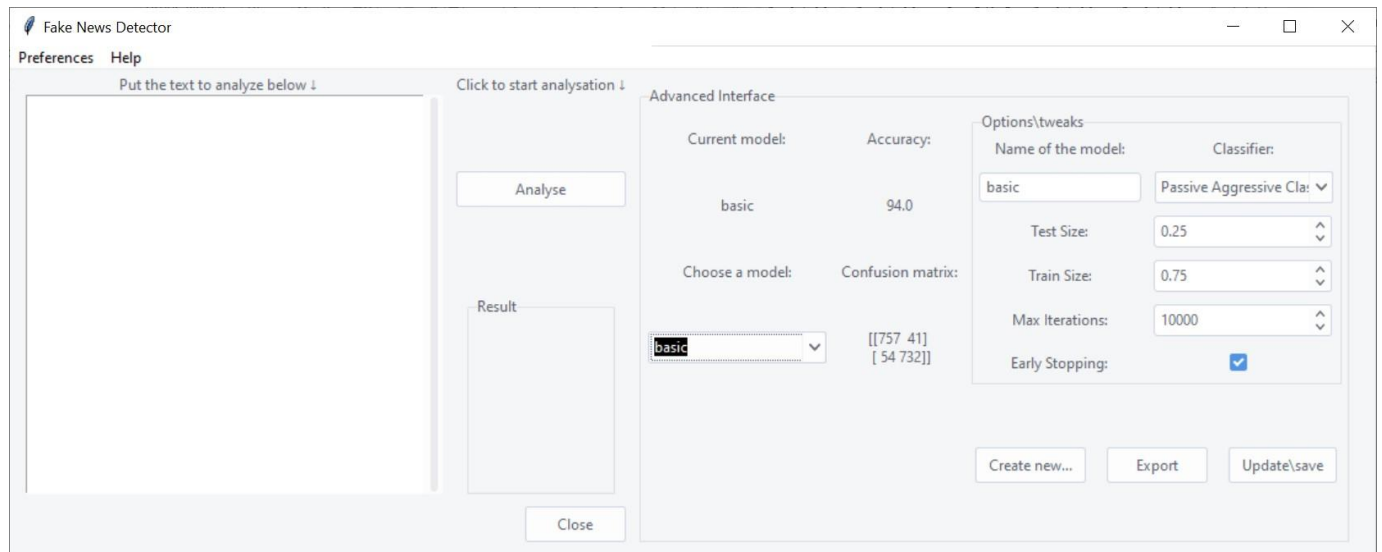 Fake News Detector
Preferences Help
Put the text to analyze below ↓
Click to start analysation ↓
Analyse
Result
Close
Advanced Interface
Current model:
Accuracy:
basic
94.0
Choose a model:
Confusion matrix:
basic
[[757 41]
[ 54 732]]
Options\tweaks
Name of the model:
Classifier:
basic
Passive Aggressive Clas
Test Size:
0.25
Train Size:
0.75
Max Iterations:
10000
Early Stopping:
Create new...
Export
Update\save